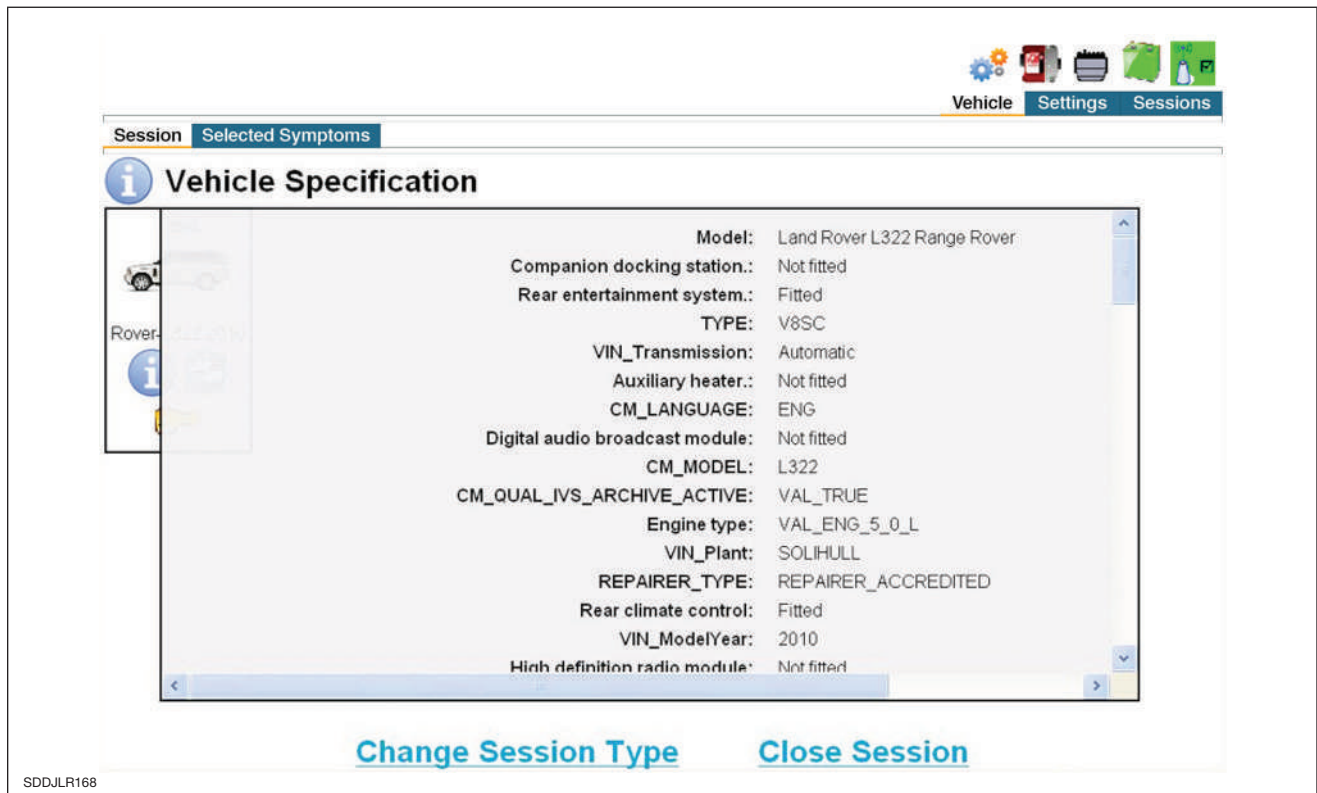 Vehicle Settings Sessions
Session Selected Symptoms
Vehicle Specification
Model: Land Rover L322 Range Rover
Companion docking station.: Not fitted
Rear entertainment system.: Fitted
TYPE: V8SC
Rover-
VIN_Transmission: Automatic
Auxiliary heater.: Not fitted
CM_LANGUAGE: ENG
Digital audio broadcast module: Not fitted
CM_MODEL: L322
CM_QUAL_IVS_ARCHIVE_ACTIVE: VAL_TRUE
Engine type: VAL_ENG_5_0_L
VIN_Plant: SOLIHULL
REPAIRER_TYPE: REPAIRER_ACCREDITED
Rear climate control: Fitted
VIN_ModelYear: 2010
High definition radio module: Not fitted
Change Session Type Close Session
SDDJLR168